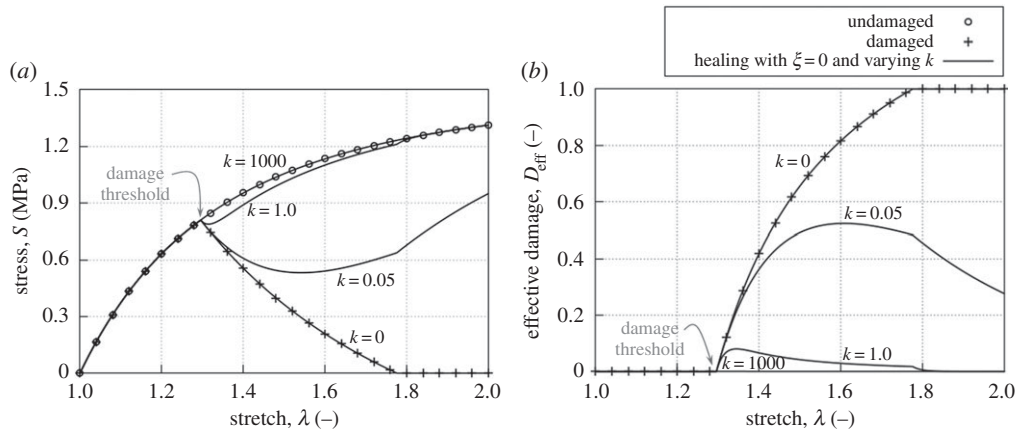 undamaged
damaged
healing with ξ = 0 and varying k
(a)
1.5
1.2
0.9
0.6
0.3
0
1.0
1.2
1.4
1.6
1.8
2.0
stress, S (MPa)
stretch, λ (–)
damage
threshold
k = 1000
k = 1.0
k = 0.05
k = 0
(b)
1.0
0.8
0.6
0.4
0.2
0
1.0
1.2
1.4
1.6
1.8
2.0
effective damage, Deff (–)
stretch, λ (–)
damage
threshold
k = 0
k = 0.05
k = 1.0
k = 1000